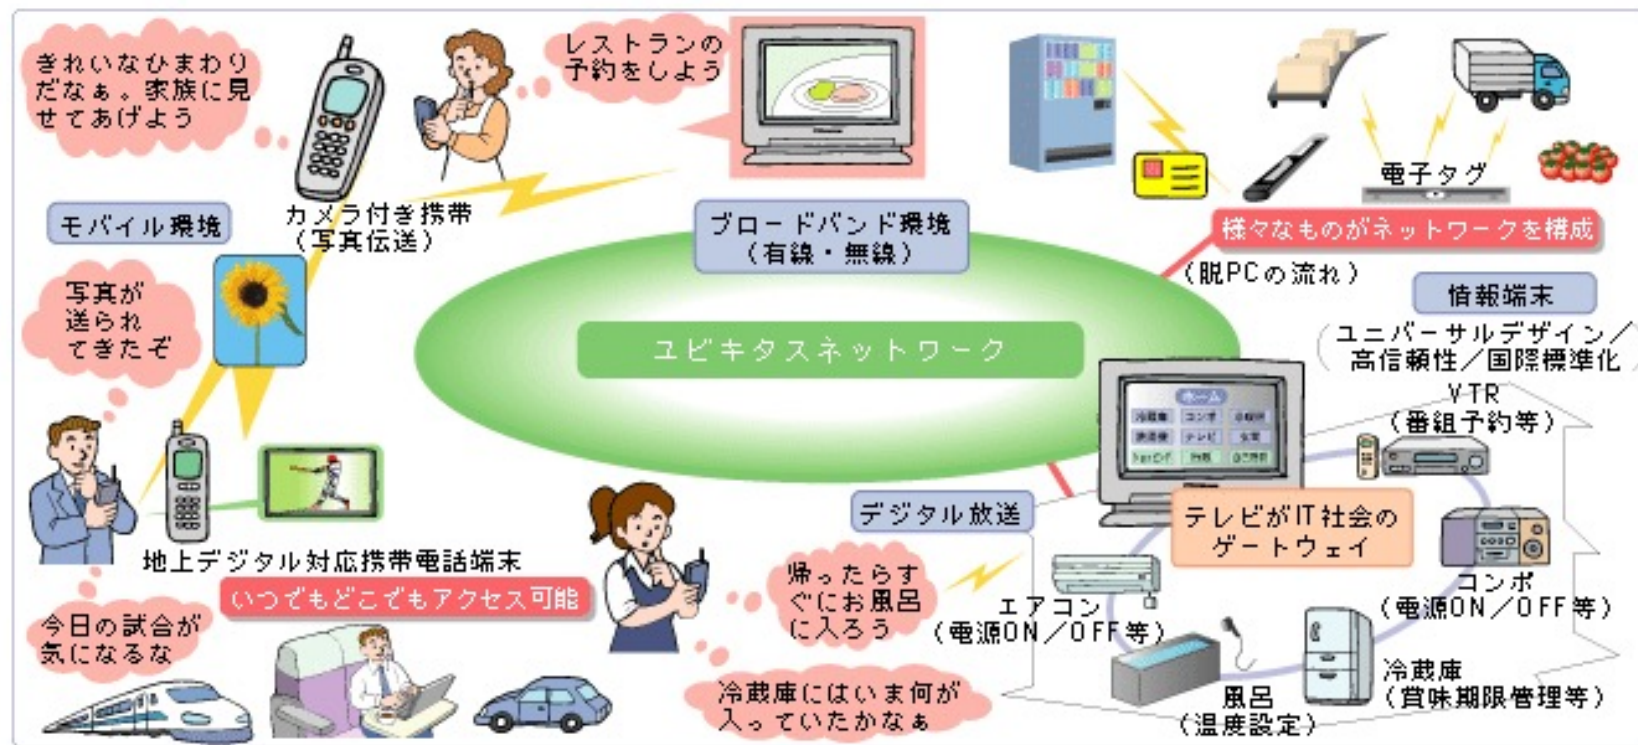 きれいなひまわり
だなぁ。家族に見
せてあげよう
レストランの
予約をしよう
電子タグ
カメラ付き携帯
(写真伝送)
モバイル環境
ブロードバンド環境
(有線・無線)
様々なものがネットワークを構成
(脱PCの流れ)
情報端末
ユニバーサルデザイン/
高信頼性/国際標準化
写真が
送られ
てきたぞ
ユビキタスネットワーク
VTR
(番組予約等)
ホーム
冷蔵庫 コンポ
テレビ
デジタル放送
テレビがIT社会の
ゲートウェイ
地上デジタル対応携帯電話端末
いつでもどこでもアクセス可能
今日の試合が
気になるな
帰ったらす
ぐにお風呂
に入ろう
エアコン
(電源ON/OFF等)
コンポ
(電源ON/OFF等)
冷蔵庫にはいま何が
入っていたかなぁ
風呂
(温度設定)
冷蔵庫
(賞味期限管理等)